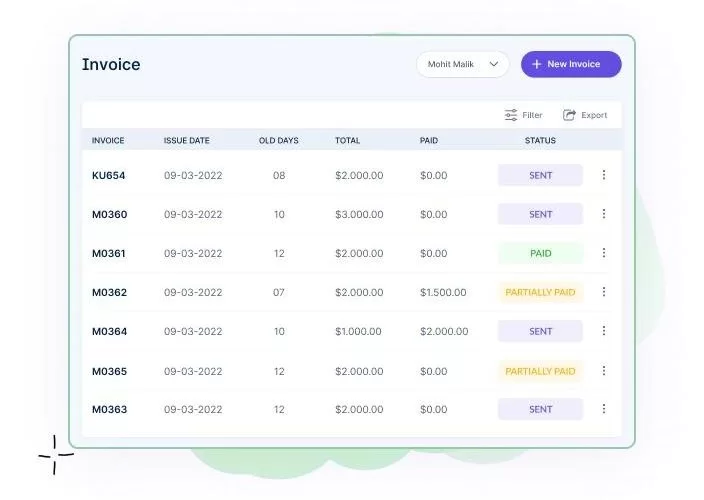 Invoice
Mohit Malik
+ New Invoice
Filter Export
INVOICE ISSUE DATE OLD DAYS TOTAL PAID STATUS
KU654 09-03-2022 08 $2.000.00 $0.00 SENT
M0360 09-03-2022 10 $3.000.00 $0.00 SENT
M0361 09-03-2022 12 $2.000.00 $0.00 PAID
M0362 09-03-2022 07 $2.000.00 $1.500.00 PARTIALLY PAID
M0364 09-03-2022 10 $1.000.00 $2.000.00 SENT
M0365 09-03-2022 12 $2.000.00 $0.00 PARTIALLY PAID
M0363 09-03-2022 12 $2.000.00 $0.00 SENT